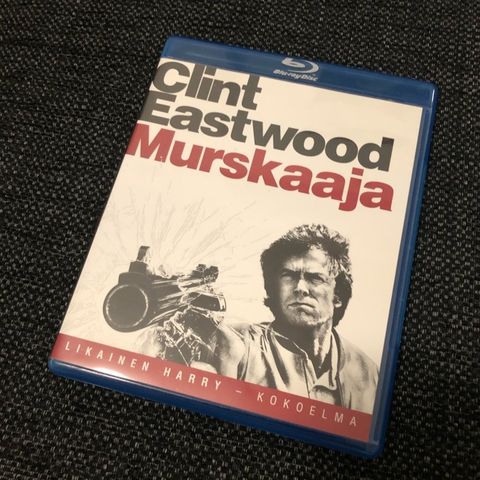 Blu-ray Disc
Clint
Eastwood
Murskaaja
LIKAINEN HARRY – KOKOELMA